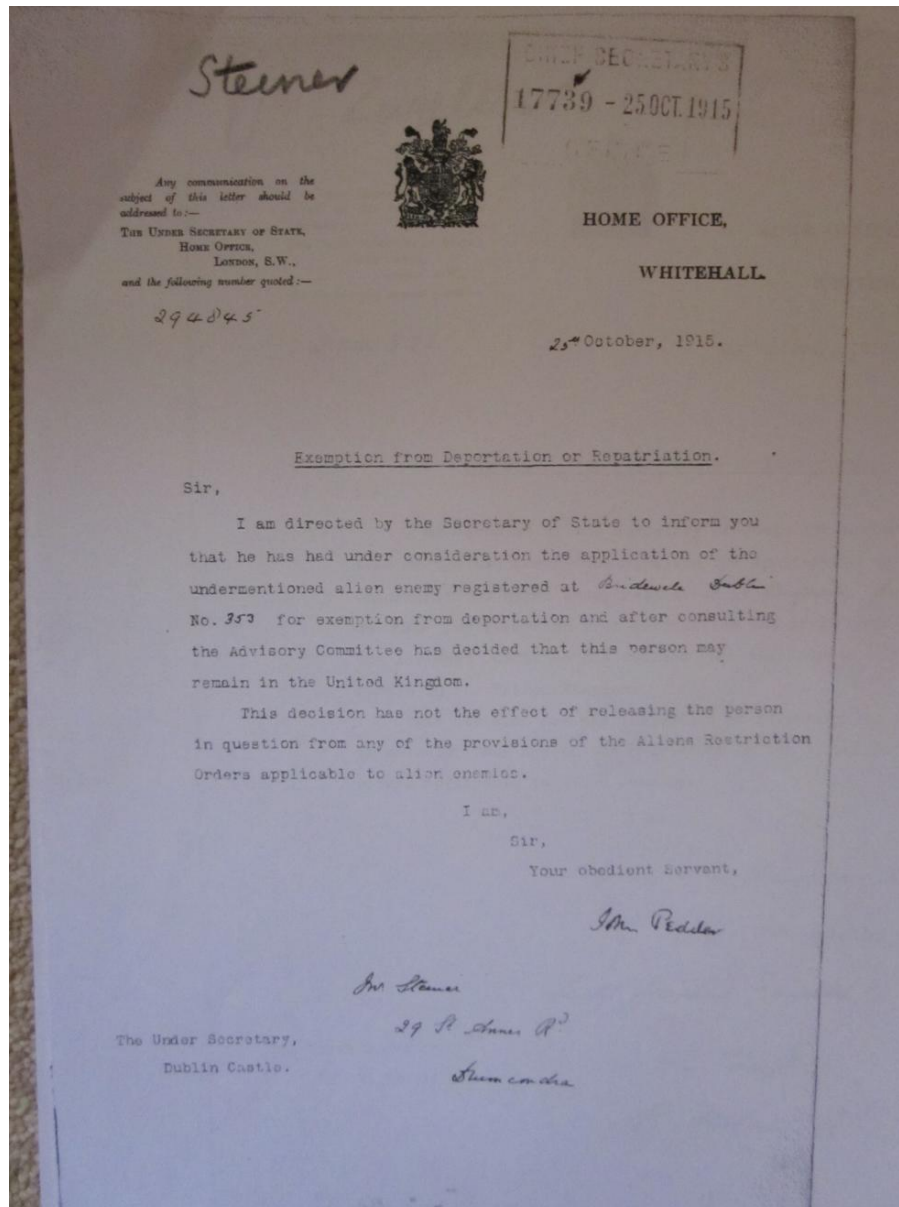 Steiner
CHIEF SECRETARY'S
17739 - 25 OCT. 1915
OFFICE
Any communication on the
subject of this letter should be
addressed to:—
THE UNDER SECRETARY OF STATE,
HOME OFFICE,
LONDON, S.W.,
and the following number quoted:—
294845
HOME OFFICE,
WHITEHALL.
25th October, 1915.
Exemption from Deportation or Repatriation.
Sir,
I am directed by the Secretary of State to inform you
that he has had under consideration the application of the
undermentioned alien enemy registered at Bridewell Dublin
No. 353 for exemption from deportation and after consulting
the Advisory Committee has decided that this person may
remain in the United Kingdom.
This decision has not the effect of releasing the person
in question from any of the provisions of the Aliens Restriction
Orders applicable to alien enemies.
I am,
Sir,
Your obedient Servant,
John Pedder
Steiner
29 St Annes Rd
Drumcondra
The Under Secretary,
Dublin Castle.